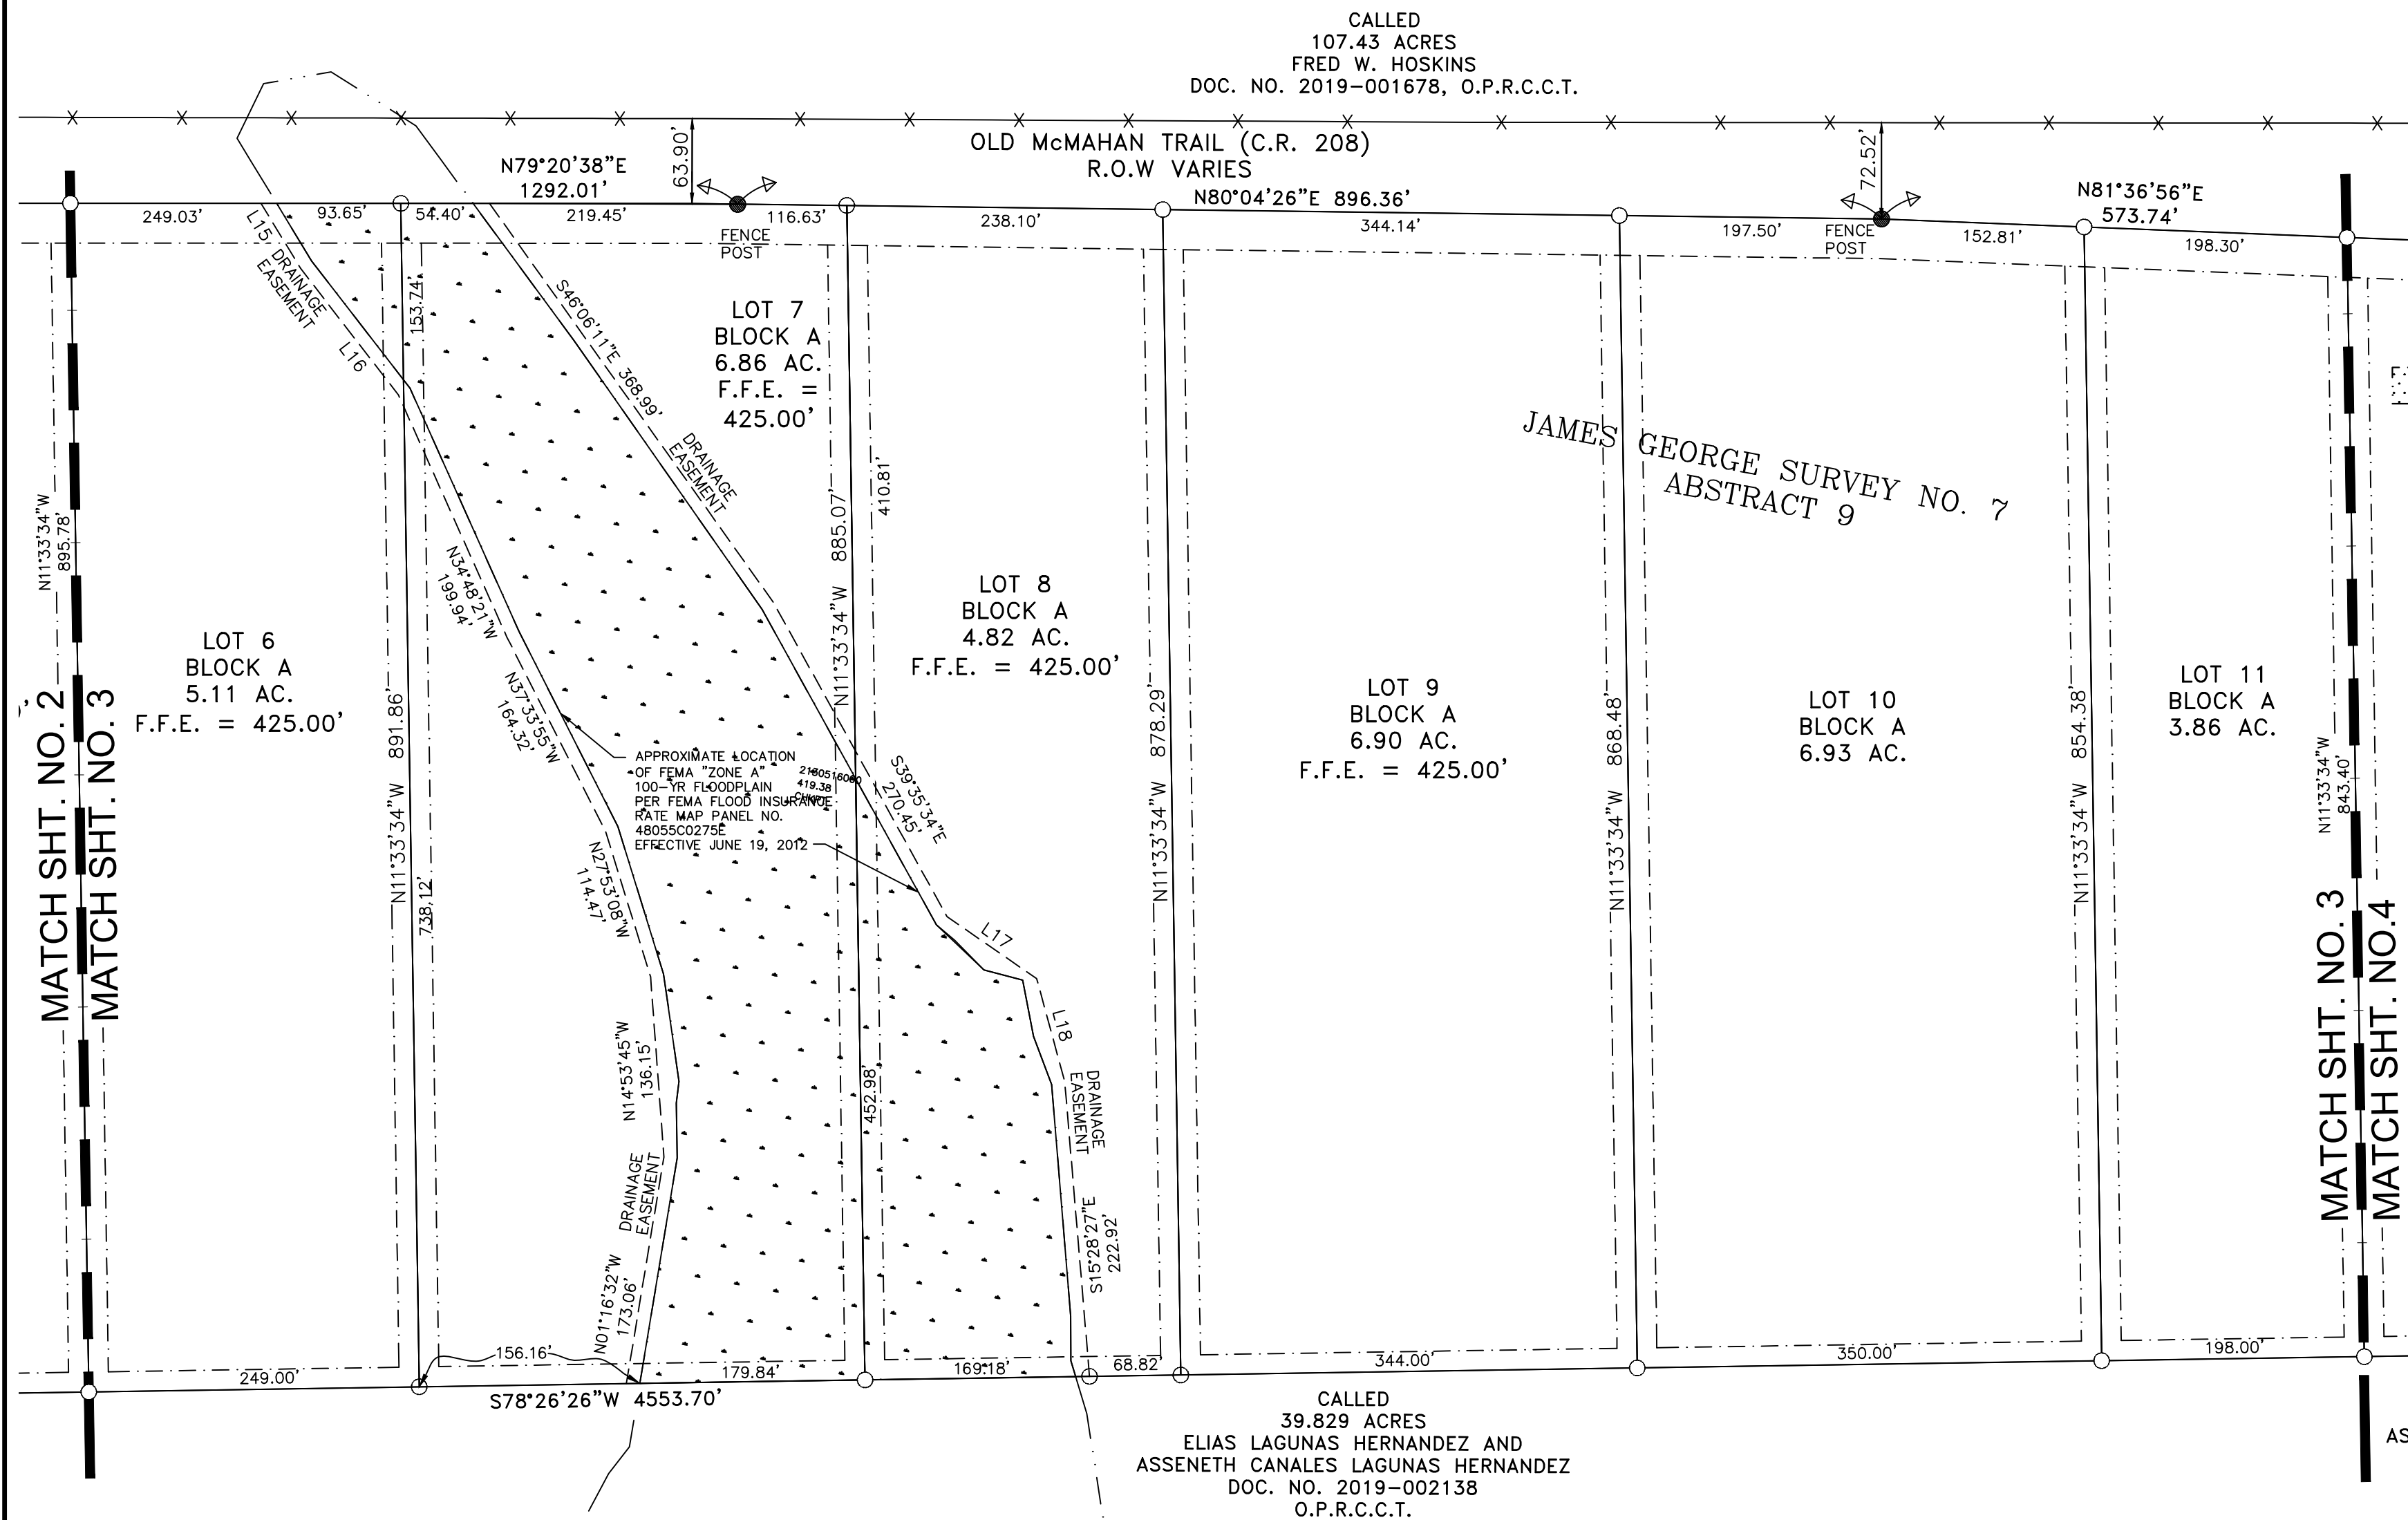 CALLED
107.43 ACRES
FRED W. HOSKINS
DOC. NO. 2019-001678, O.P.R.C.C.T.
OLD McMAHAN TRAIL (C.R. 208)
R.O.W VARIES
63.90'
72.52'
N79°20'38"E
1292.01'
N80°04'26"E 896.36'
N81°36'56"E
573.74'
249.03'
93.65'
54.40'
219.45'
116.63'
238.10'
344.14'
197.50'
152.81'
198.30'
FENCE
POST
FENCE
POST
L15
DRAINAGE
EASEMENT
L16
153.74'
S46°06'11"E 368.99'
DRAINAGE
EASEMENT
LOT 7
BLOCK A
6.86 AC.
F.F.E. =
425.00'
JAMES GEORGE SURVEY NO. 7
ABSTRACT 9
N11°33'34"W
895.78'
N34°48'21"W
199.94'
N11°33'34"W 885.07'
410.81'
LOT 8
BLOCK A
4.82 AC.
F.F.E. = 425.00'
LOT 6
BLOCK A
5.11 AC.
F.F.E. = 425.00'
LOT 9
BLOCK A
6.90 AC.
F.F.E. = 425.00'
LOT 10
BLOCK A
6.93 AC.
LOT 11
BLOCK A
3.86 AC.
MATCH SHT. NO. 2
MATCH SHT. NO. 3
N11°33'34"W 891.86'
738.12'
N37°33'55"W
164.32'
APPROXIMATE LOCATION
OF FEMA "ZONE A"
100-YR FLOODPLAIN
PER FEMA FLOOD INSURANCE
RATE MAP PANEL NO.
48055C0275E
EFFECTIVE JUNE 19, 2012
419.38
S39°35'34"E
270.45'
N11°33'34"W 878.29'
N11°33'34"W 868.48'
N11°33'34"W 854.38'
N11°33'34"W
843.40'
N27°53'08"W
114.47'
L17
L18
MATCH SHT. NO. 3
MATCH SHT. NO.4
N14°53'45"W
136.15'
452.98'
DRAINAGE
EASEMENT
DRAINAGE
EASEMENT
S15°28'27"E
222.92'
N01°16'32"W
173.06'
249.00'
156.16'
179.84'
169.18'
68.82'
344.00'
350.00'
198.00'
S78°26'26"W 4553.70'
CALLED
39.829 ACRES
ELIAS LAGUNAS HERNANDEZ AND
ASSENETH CANALES LAGUNAS HERNANDEZ
DOC. NO. 2019-002138
O.P.R.C.C.T.
AS